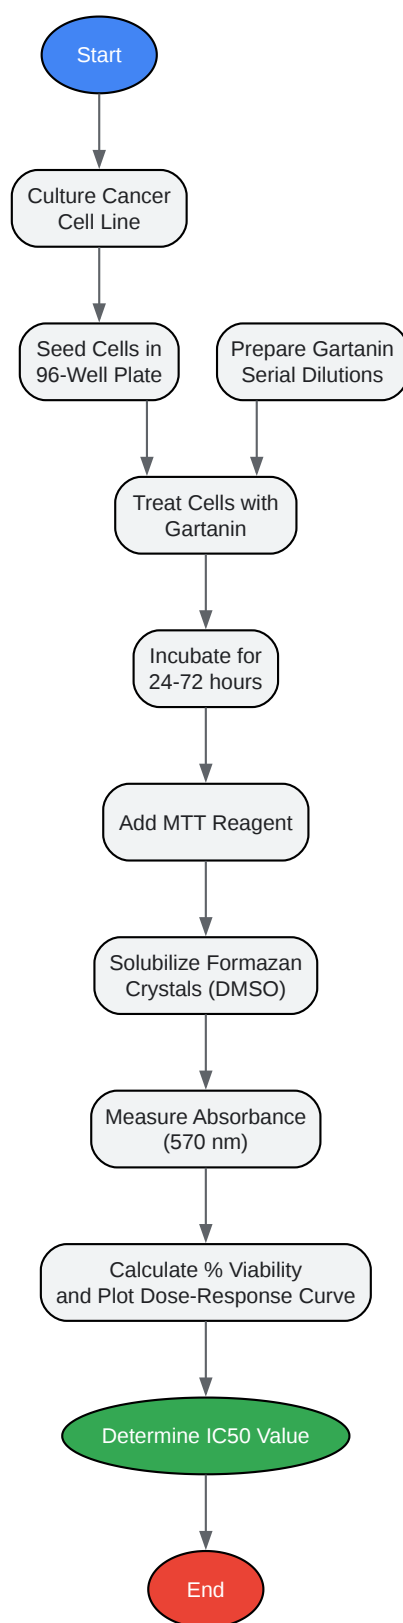 Start
Culture Cancer
Cell Line
Seed Cells in
96-Well Plate
Prepare Gartanin
Serial Dilutions
Treat Cells with
Gartanin
Incubate for
24-72 hours
Add MTT Reagent
Solubilize Formazan
Crystals (DMSO)
Measure Absorbance
(570 nm)
Calculate % Viability
and Plot Dose-Response Curve
Determine IC50 Value
End